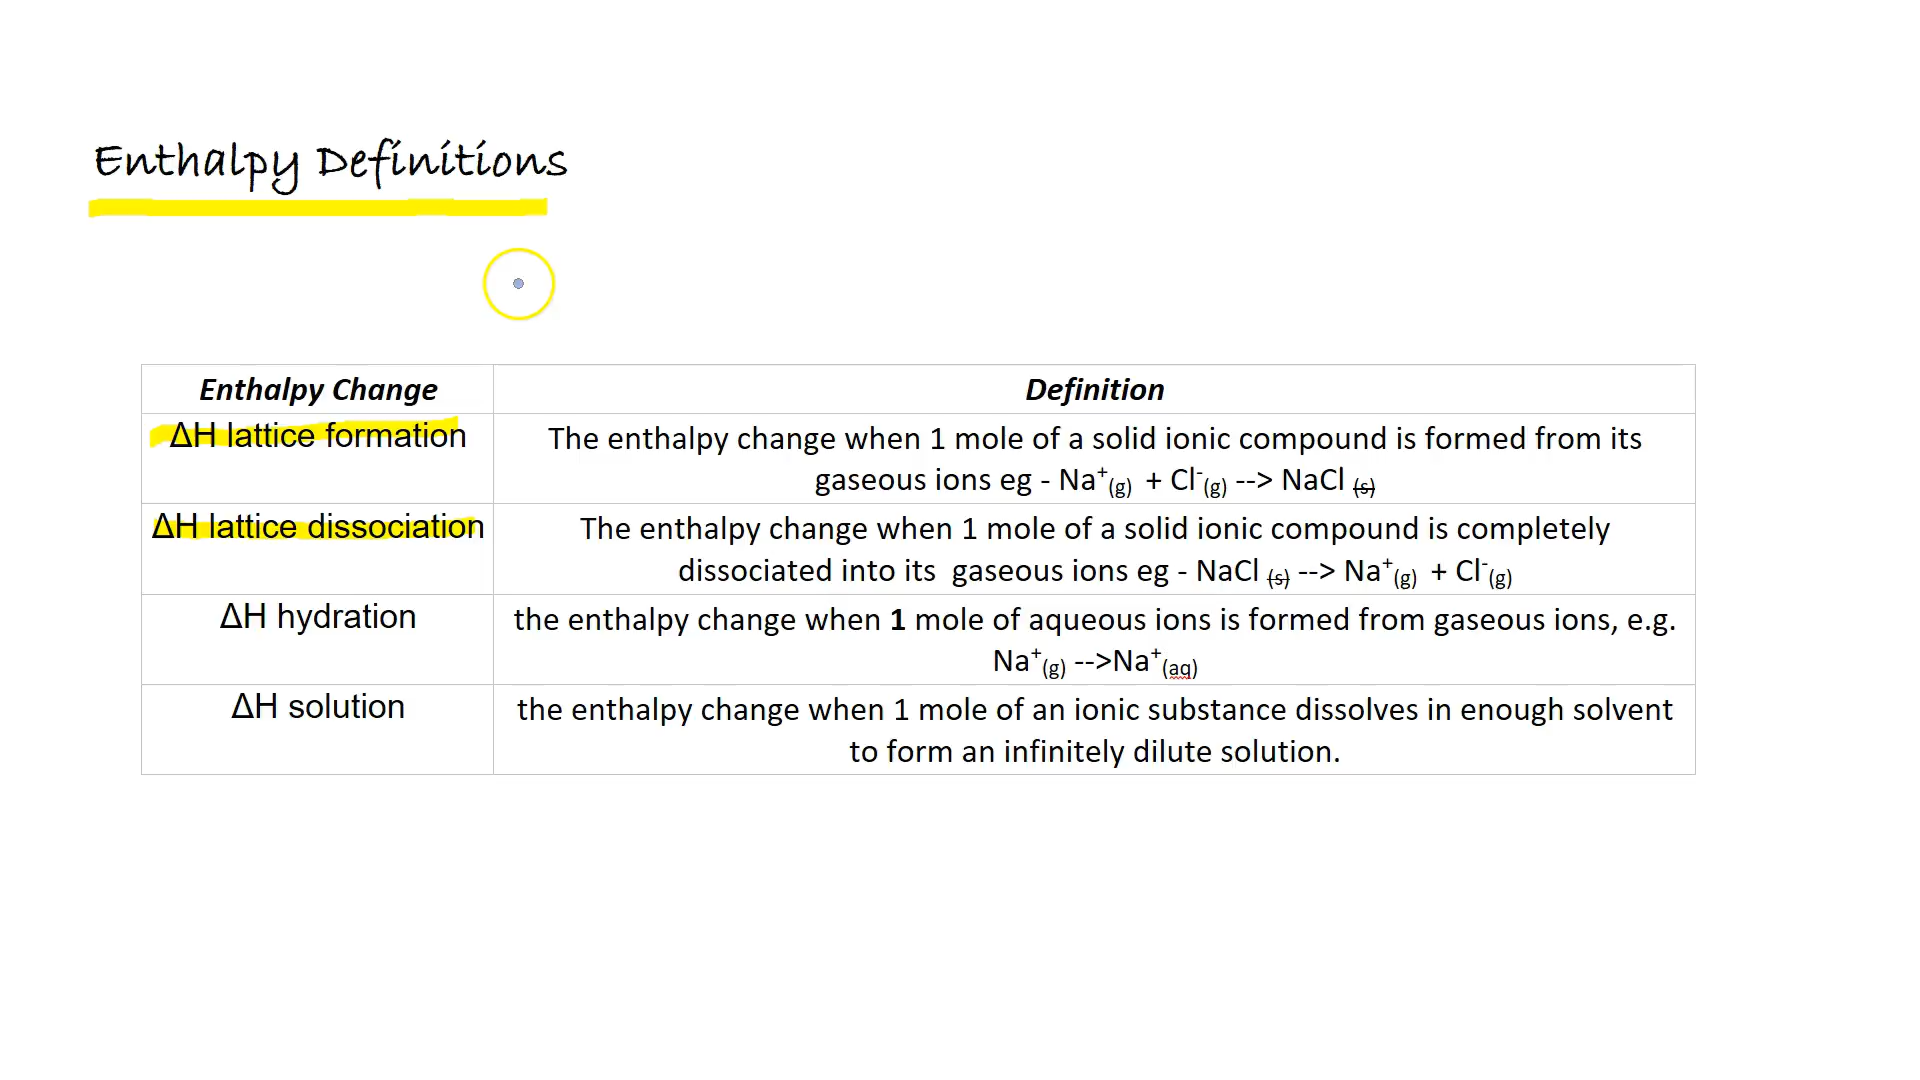 Enthalpy Definitions
Enthalpy Change
Definition
ΔH lattice formation
The enthalpy change when 1 mole of a solid ionic compound is formed from its
gaseous ions eg - Na⁺(g) + Cl⁻(g) --> NaCl (s)
ΔH lattice dissociation
The enthalpy change when 1 mole of a solid ionic compound is completely
dissociated into its gaseous ions eg - NaCl (s) --> Na⁺(g) + Cl⁻(g)
ΔH hydration
the enthalpy change when 1 mole of aqueous ions is formed from gaseous ions, e.g.
Na⁺(g) -->Na⁺(aq)
ΔH solution
the enthalpy change when 1 mole of an ionic substance dissolves in enough solvent
to form an infinitely dilute solution.